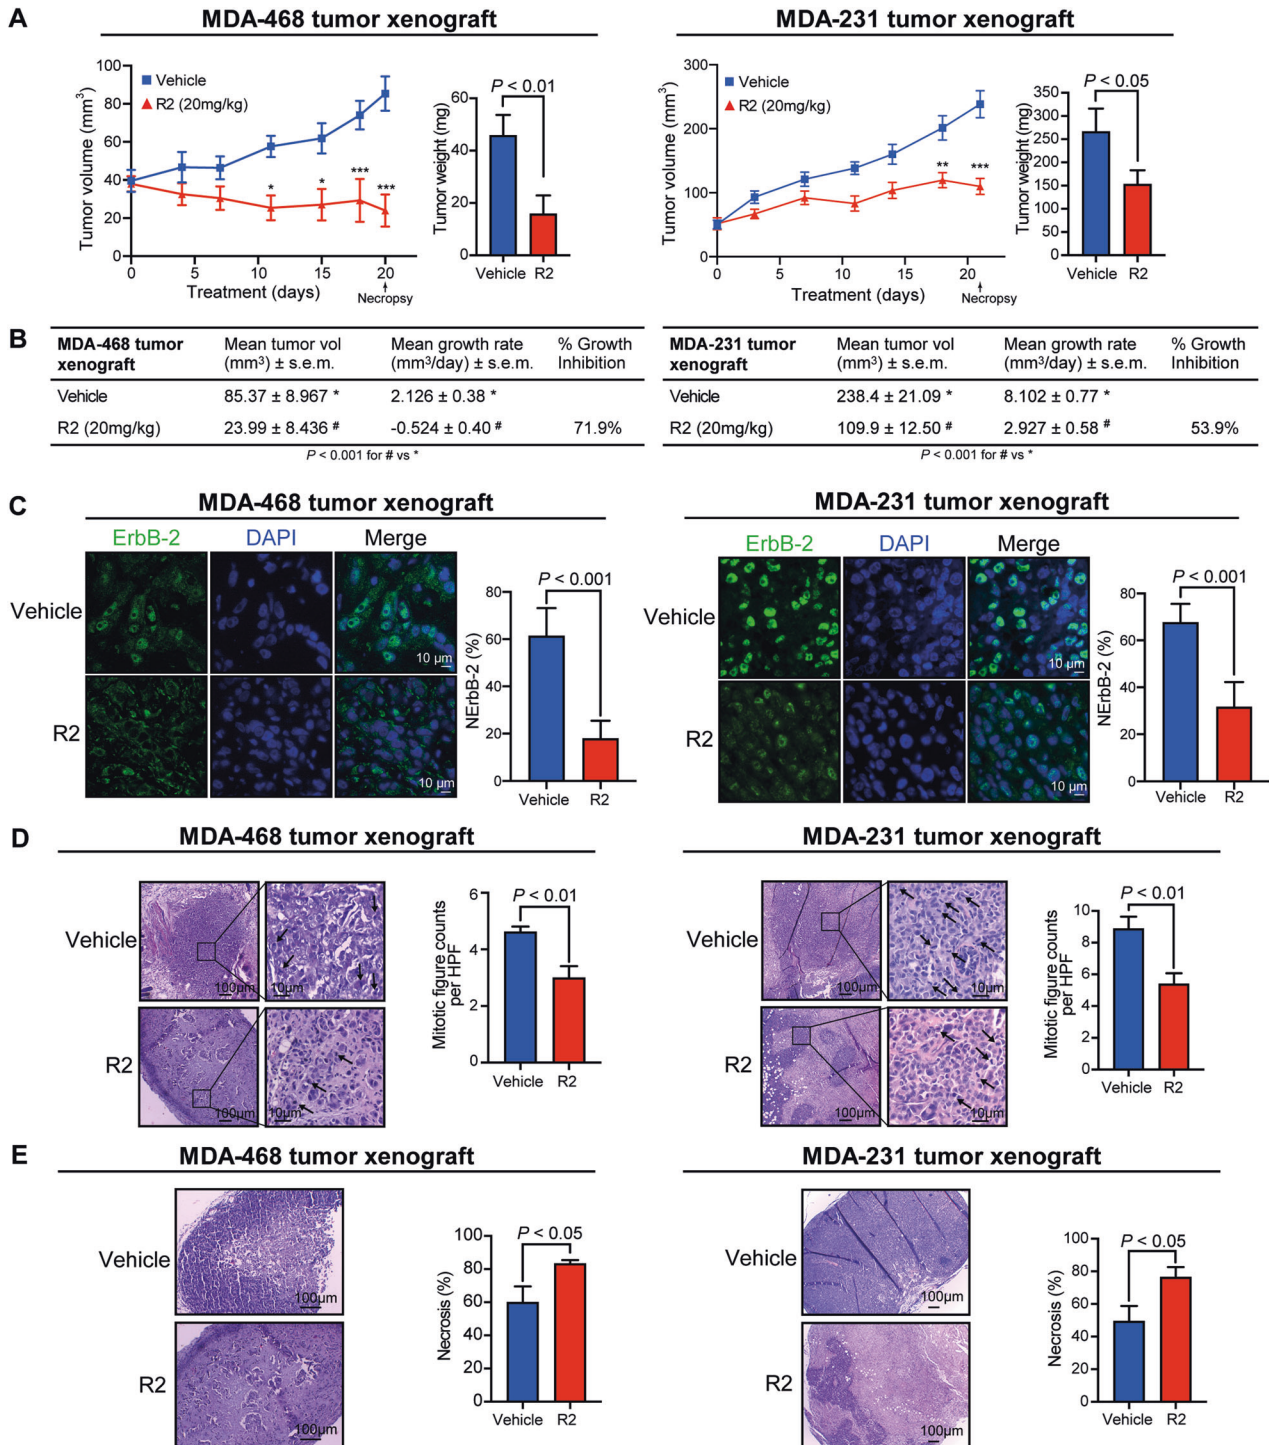 A
MDA-468 tumor xenograft
MDA-231 tumor xenograft
Tumor volume (mm³)
100
80
60
40
20
0
Vehicle
R2 (20mg/kg)
*
*
***
***
0
5
10
15
20
Treatment (days)
Necropsy
Tumor weight (mg)
60
40
20
0
P < 0.01
Vehicle
R2
Tumor volume (mm³)
300
200
100
0
Vehicle
R2 (20mg/kg)
**
***
0
5
10
15
20
Treatment (days)
Necropsy
Tumor weight (mg)
350
300
250
200
150
100
50
0
P < 0.05
Vehicle
R2
B
MDA-468 tumor xenograft
Mean tumor vol (mm³) ± s.e.m.
Mean growth rate (mm³/day) ± s.e.m.
% Growth Inhibition
Vehicle 85.37 ± 8.967 * 2.126 ± 0.38 *
R2 (20mg/kg) 23.99 ± 8.436 # -0.524 ± 0.40 # 71.9%
P < 0.001 for # vs *
MDA-231 tumor xenograft
Mean tumor vol (mm³) ± s.e.m.
Mean growth rate (mm³/day) ± s.e.m.
% Growth Inhibition
Vehicle 238.4 ± 21.09 * 8.102 ± 0.77 *
R2 (20mg/kg) 109.9 ± 12.50 # 2.927 ± 0.58 # 53.9%
P < 0.001 for # vs *
C
MDA-468 tumor xenograft
ErbB-2 DAPI Merge
Vehicle
10 µm
R2
10 µm
NErbB-2 (%)
80
60
40
20
0
P < 0.001
Vehicle
R2
MDA-231 tumor xenograft
ErbB-2 DAPI Merge
Vehicle
10 µm
R2
10 µm
NErbB-2 (%)
80
60
40
20
0
P < 0.001
Vehicle
R2
D
MDA-468 tumor xenograft
Vehicle
100µm
10µm
R2
100µm
10µm
Mitotic figure counts
per HPF
6
4
2
0
P < 0.01
Vehicle
R2
MDA-231 tumor xenograft
Vehicle
100µm
10µm
R2
100µm
10µm
Mitotic figure counts
per HPF
10
8
6
4
2
0
P < 0.01
Vehicle
R2
E
MDA-468 tumor xenograft
Vehicle
100µm
R2
100µm
Necrosis (%)
100
80
60
40
20
0
P < 0.05
Vehicle
R2
MDA-231 tumor xenograft
Vehicle
100µm
R2
100µm
Necrosis (%)
100
80
60
40
20
0
P < 0.05
Vehicle
R2